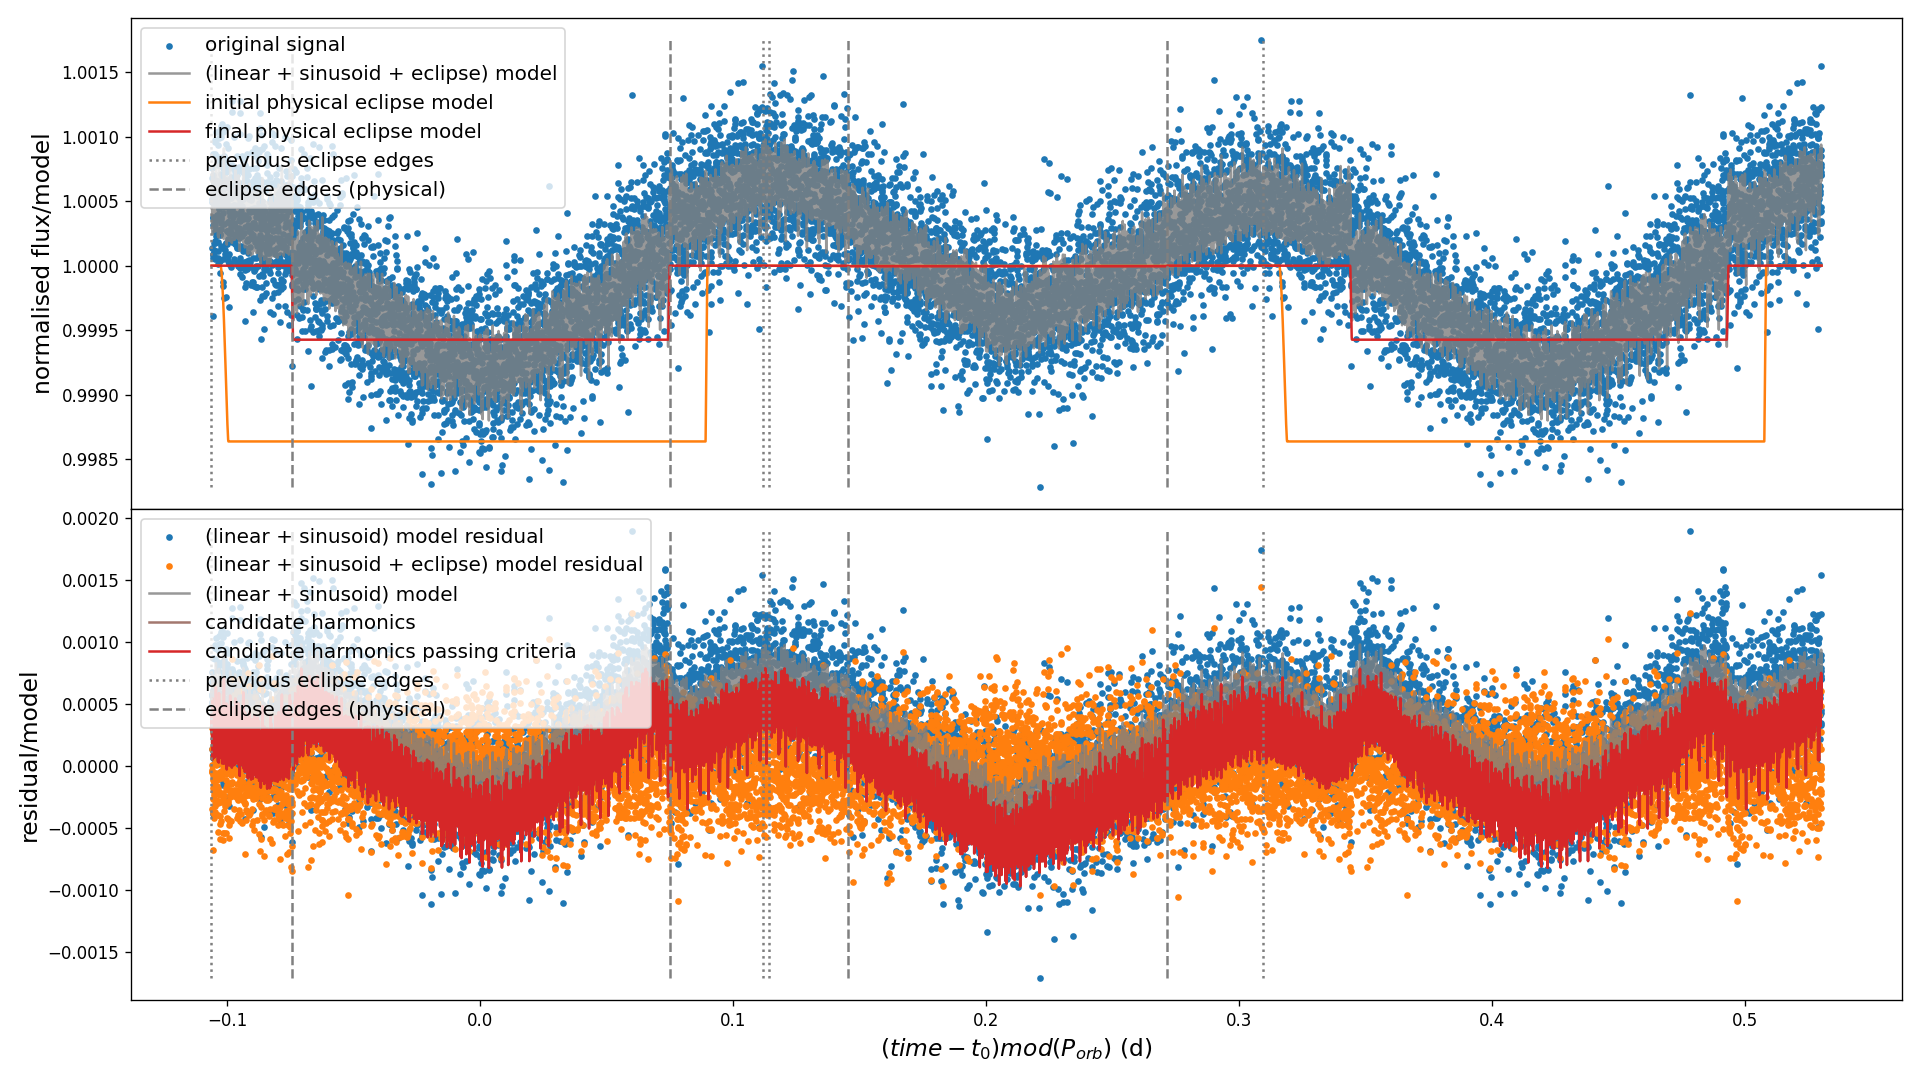 original signal
(linear + sinusoid + eclipse) model
initial physical eclipse model
final physical eclipse model
previous eclipse edges
eclipse edges (physical)
normalised flux/model
1.0015
1.0010
1.0005
1.0000
0.9995
0.9990
0.9985
(linear + sinusoid) model residual
(linear + sinusoid + eclipse) model residual
(linear + sinusoid) model
candidate harmonics
candidate harmonics passing criteria
previous eclipse edges
eclipse edges (physical)
residual/model
0.0020
0.0015
0.0010
0.0005
0.0000
−0.0005
−0.0010
−0.0015
−0.1 0.0 0.1 0.2 0.3 0.4 0.5
(time − t₀)mod(P_orb) (d)